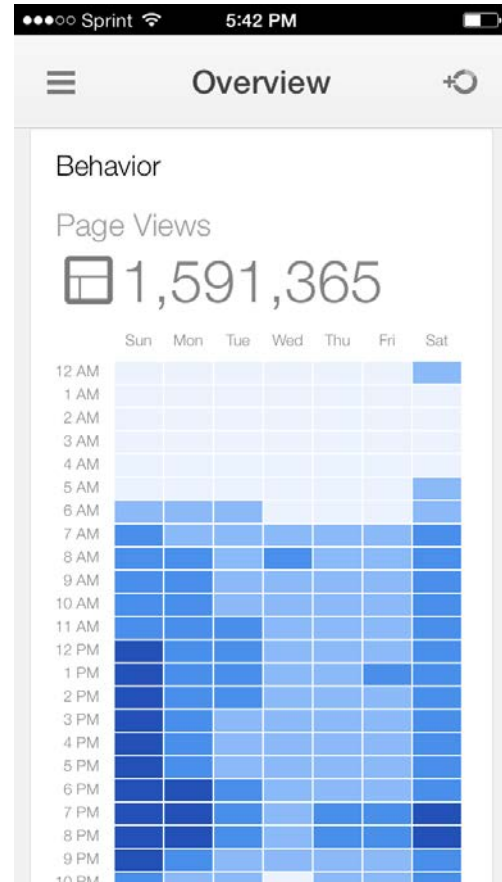 Sprint 5:42 PM
Overview
Behavior
Page Views
1,591,365
Sun Mon Tue Wed Thu Fri Sat
12 AM
1 AM
2 AM
3 AM
4 AM
5 AM
6 AM
7 AM
8 AM
9 AM
10 AM
11 AM
12 PM
1 PM
2 PM
3 PM
4 PM
5 PM
6 PM
7 PM
8 PM
9 PM
10 PM